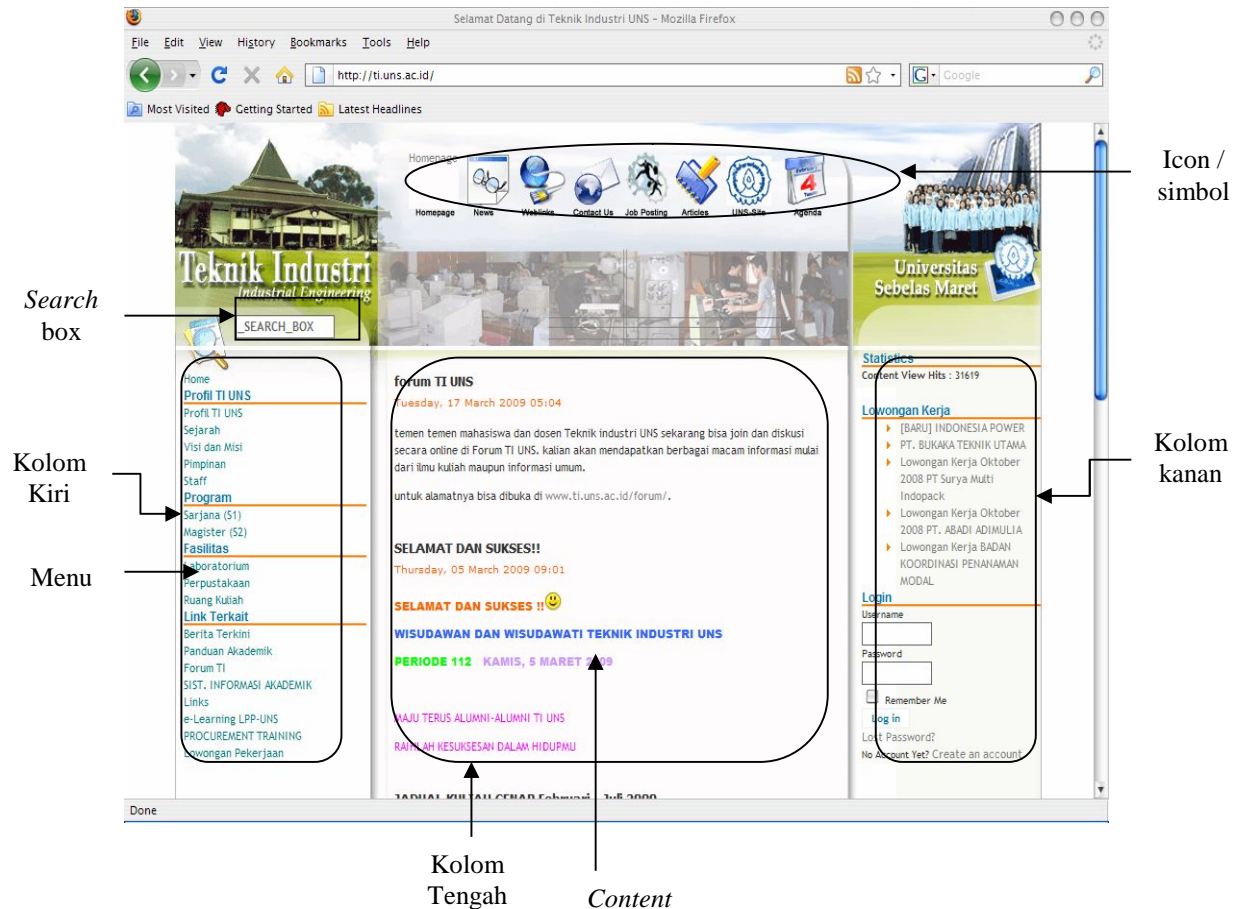 Selamat Datang di Teknik Industri UNS - Mozilla Firefox
File Edit View History Bookmarks Tools Help
http://ti.uns.ac.id/
G Google
Most Visited Getting Started Latest Headlines
Homepage
Homepage News Weblinks Contact Us Job Posting Articles UNS-Site Agenda
February
4
Icon /
simbol
Teknik Industri
Industrial Engineering
Universitas
Sebelas Maret
Search
box
_SEARCH_BOX
Kolom
Kiri
Menu
Home
Profil TI UNS
Profil TI UNS
Sejarah
Visi dan Misi
Pimpinan
Staff
Program
Sarjana (S1)
Magister (S2)
Fasilitas
Laboratorium
Perpustakaan
Ruang Kuliah
Link Terkait
Berita Terkini
Panduan Akademik
Forum TI
SIST. INFORMASI AKADEMIK
Links
e-Learning LPP-UNS
PROCUREMENT TRAINING
Lowongan Pekerjaan
forum TI UNS
Tuesday, 17 March 2009 05:04
temen temen mahasiswa dan dosen Teknik industri UNS sekarang bisa join dan diskusi
secara online di Forum TI UNS. kalian akan mendapatkan berbagai macam informasi mulai
dari ilmu kuliah maupun informasi umum.
untuk alamatnya bisa dibuka di www.ti.uns.ac.id/forum/.
SELAMAT DAN SUKSES!!
Thursday, 05 March 2009 09:01
SELAMAT DAN SUKSES !!
WISUDAWAN DAN WISUDAWATI TEKNIK INDUSTRI UNS
PERIODE 112 KAMIS, 5 MARET 2009
MAJU TERUS ALUMNI-ALUMNI TI UNS
RAIHLAH KESUKSESAN DALAM HIDUPMU
JADUAL KULIAH GENAP Februari - Juli 2009
Statistics
Content View Hits : 31619
Lowongan Kerja
[BARU] INDONESIA POWER
PT. BUKAKA TEKNIK UTAMA
Lowongan Kerja Oktober
2008 PT Surya Multi
Indopack
Lowongan Kerja Oktober
2008 PT. ABADI ADIMULIA
Lowongan Kerja BADAN
KOORDINASI PENANAMAN
MODAL
Login
Username
Password
Remember Me
Log in
Lost Password?
No Account Yet? Create an account
Kolom
kanan
Done
Kolom
Tengah
Content